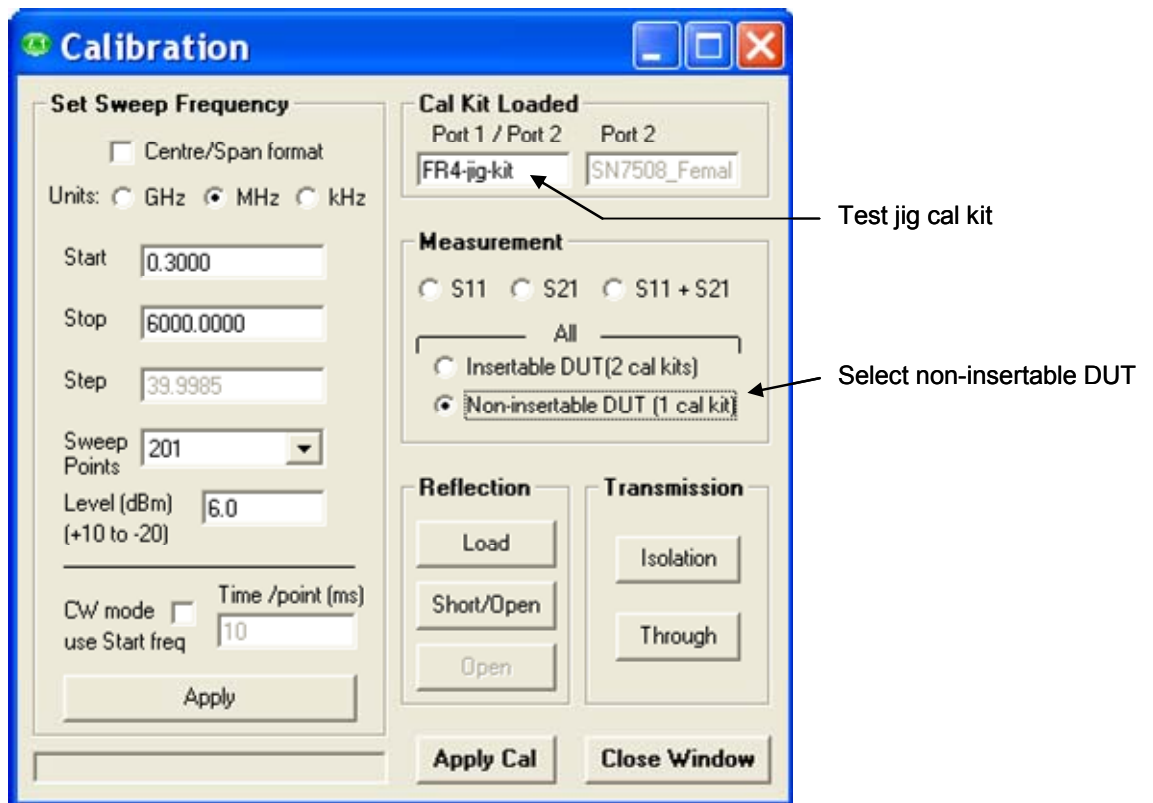 Calibration
Set Sweep Frequency
Centre/Span format
Units: GHz MHz kHz
Start 0.3000
Stop 6000.0000
Step 39.9985
Sweep Points 201
Level (dBm) (+10 to -20) 6.0
CW mode use Start freq
Time /point (ms)
10
Apply
Cal Kit Loaded
Port 1 / Port 2 Port 2
FR4-jig-kit SN7508_Femal
Test jig cal kit
Measurement
S11 S21 S11 + S21
All
Insertable DUT(2 cal kits)
Non-insertable DUT (1 cal kit)
Select non-insertable DUT
Reflection
Load
Short/Open
Open
Transmission
Isolation
Through
Apply Cal
Close Window